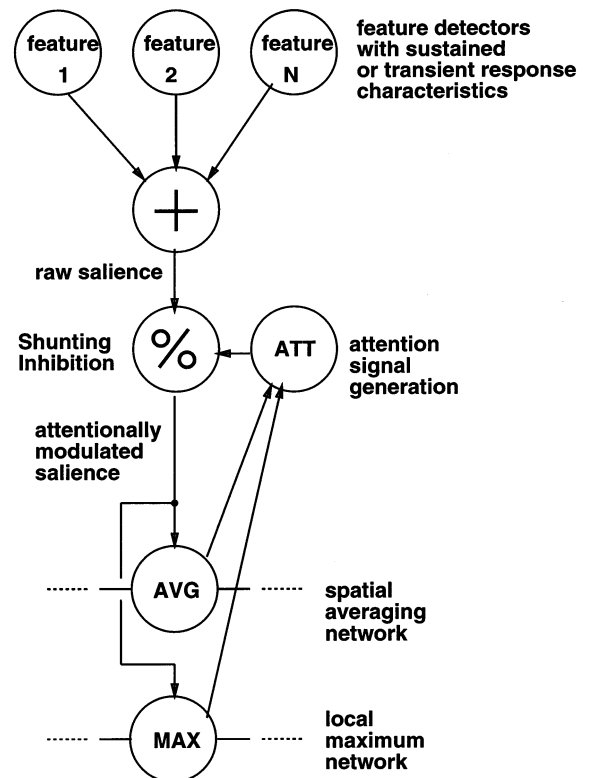 feature
1
feature
2
feature
N
feature detectors
with sustained
or transient response
characteristics
+
raw salience
Shunting
Inhibition
%
ATT
attention
signal
generation
attentionally
modulated
salience
AVG
spatial
averaging
network
MAX
local
maximum
network